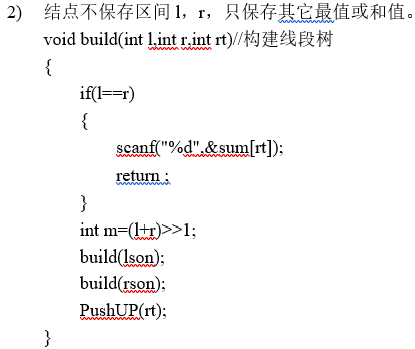 2) 结点不保存区间 l，r，只保存其它最值或和值。
void build(int l,int r,int rt)//构建线段树
{
if(l==r)
{
scanf("%d",&sum[rt]);
return ;
}
int m=(l+r)>>1;
build(lson);
build(rson);
PushUP(rt);
}